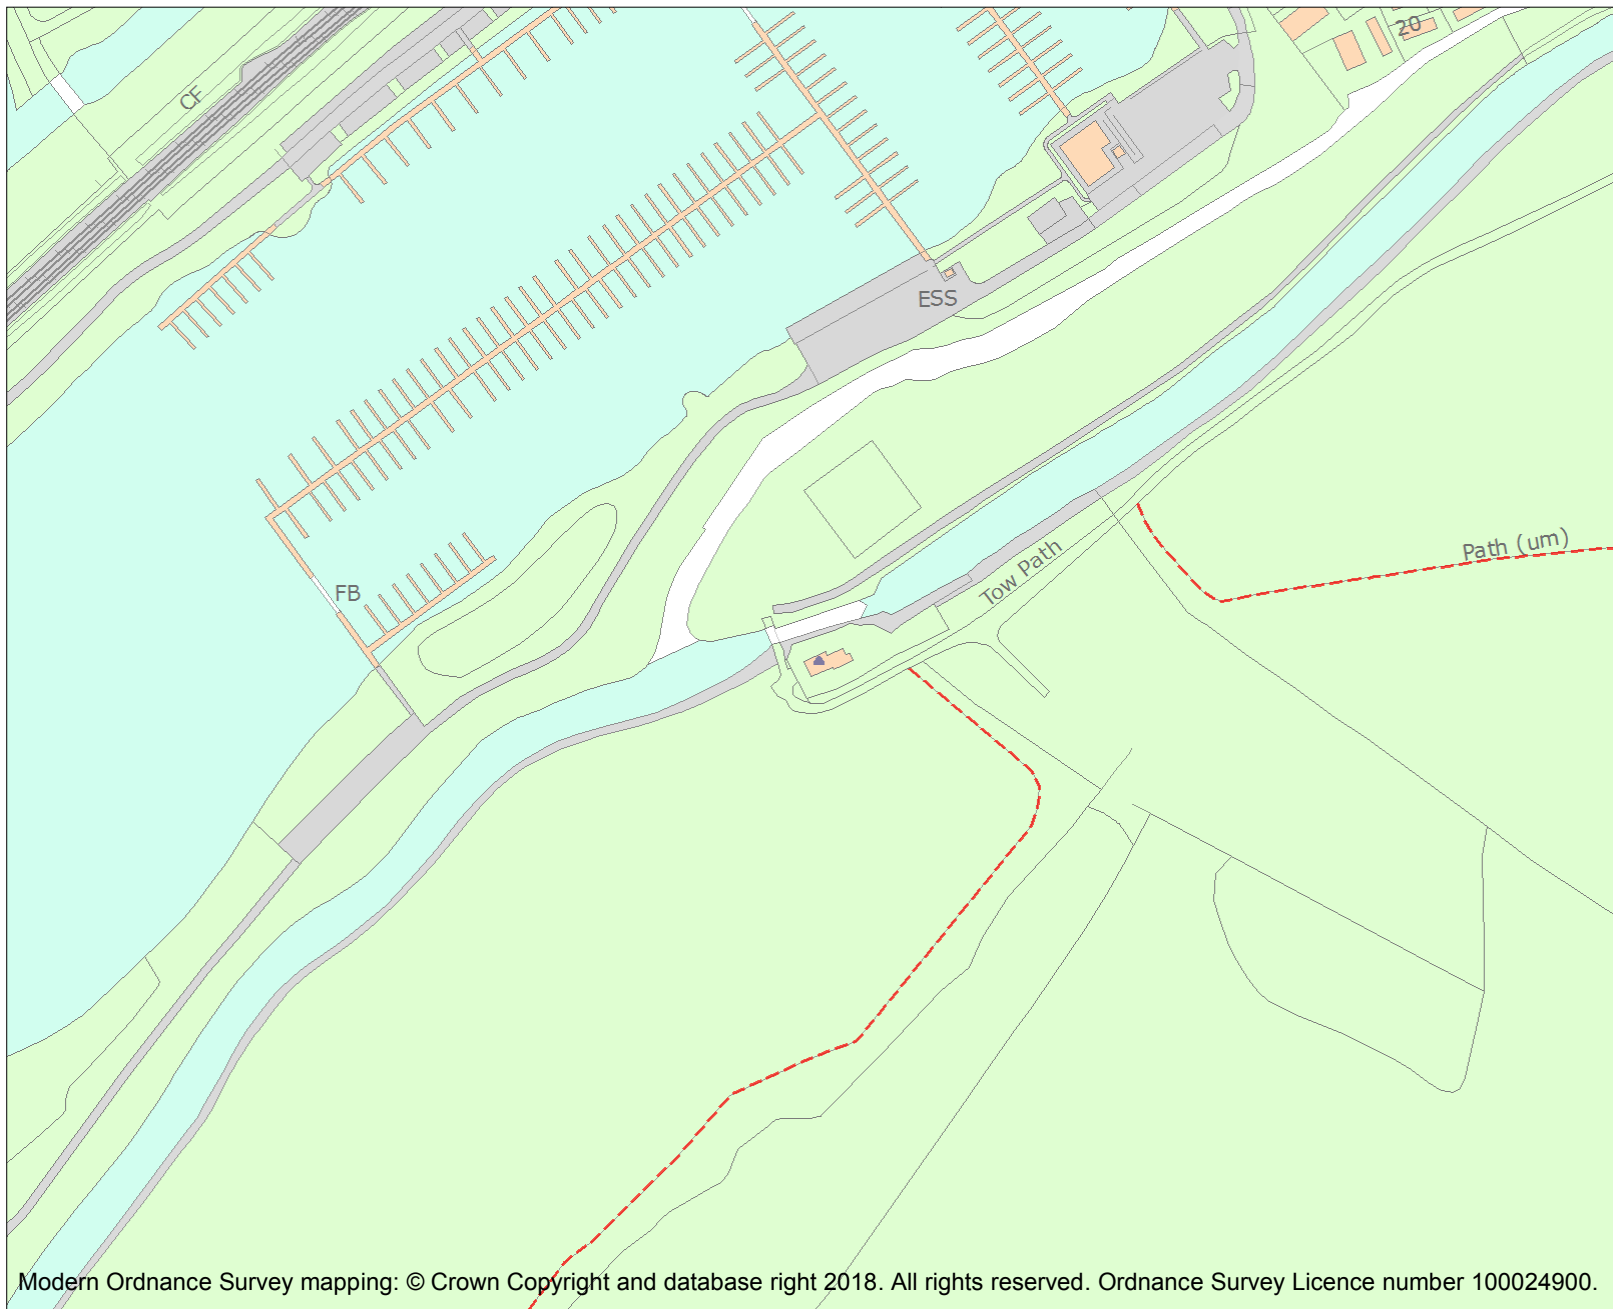 20
CF
ESS
Path (um)
Tow Path
FB
Modern Ordnance Survey mapping: © Crown Copyright and database right 2018. All rights reserved. Ordnance Survey Licence number 100024900.